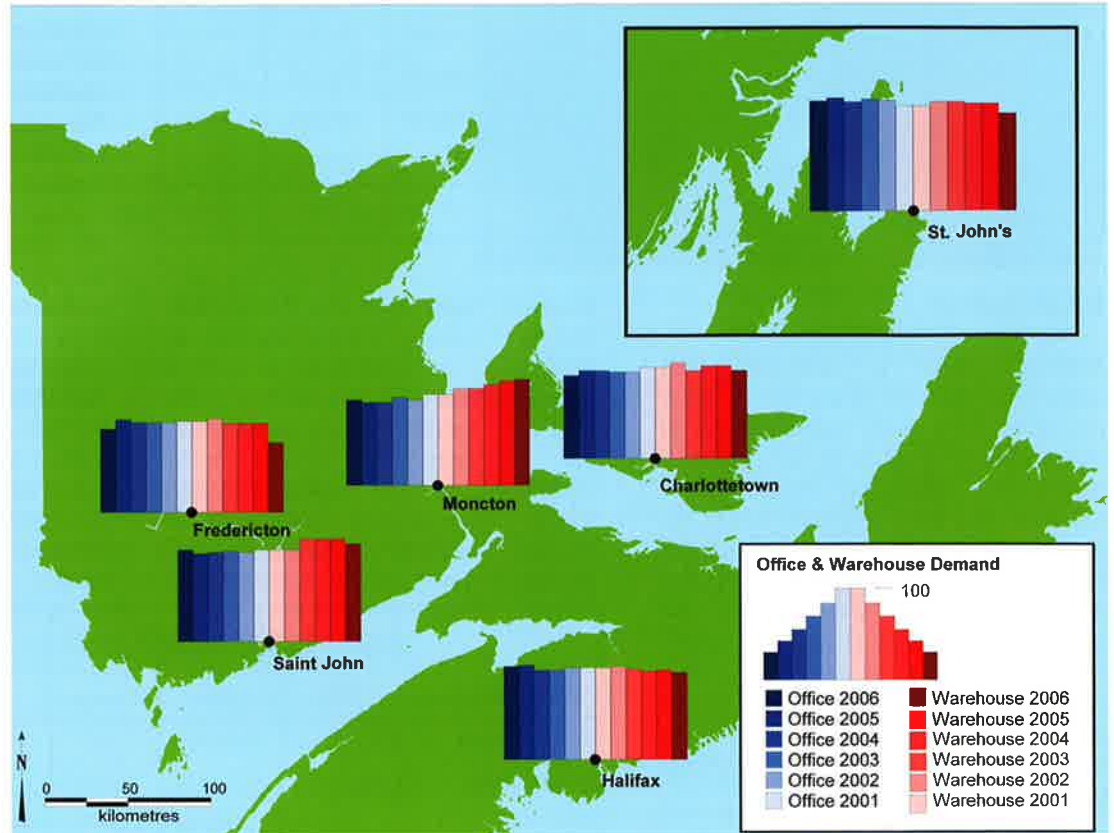 St. John's
Charlottetown
Moncton
Fredericton
Saint John
Halifax
N
0 50 100
kilometres
Office & Warehouse Demand
100
Office 2006 Warehouse 2006
Office 2005 Warehouse 2005
Office 2004 Warehouse 2004
Office 2003 Warehouse 2003
Office 2002 Warehouse 2002
Office 2001 Warehouse 2001